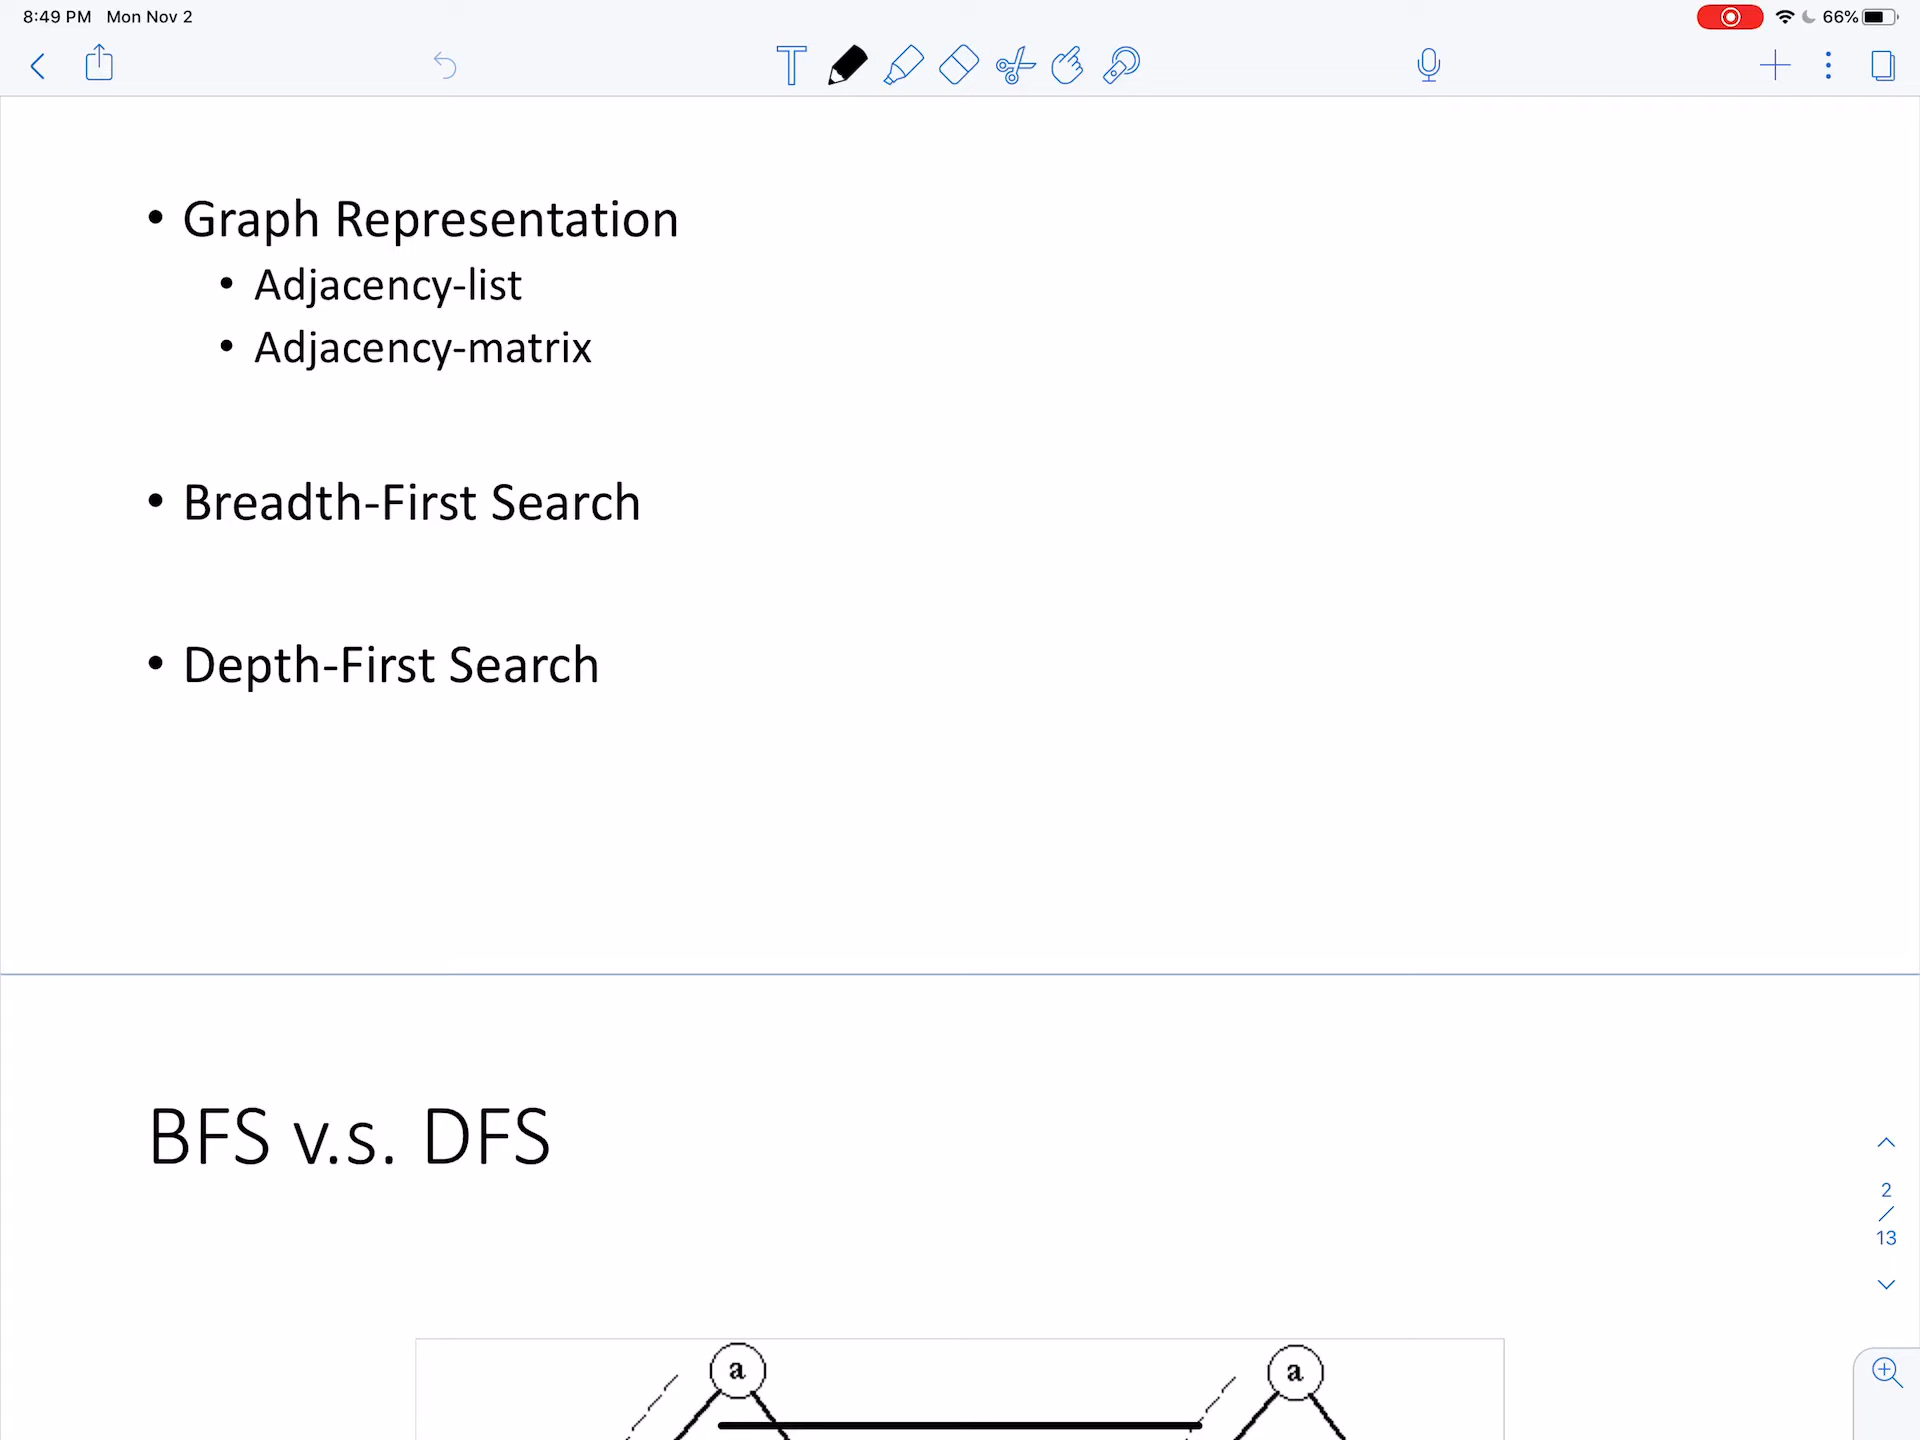 8:49 PM Mon Nov 2
66%
• Graph Representation
• Adjacency-list
• Adjacency-matrix
• Breadth-First Search
• Depth-First Search
BFS v.s. DFS
2
/
13
a
a